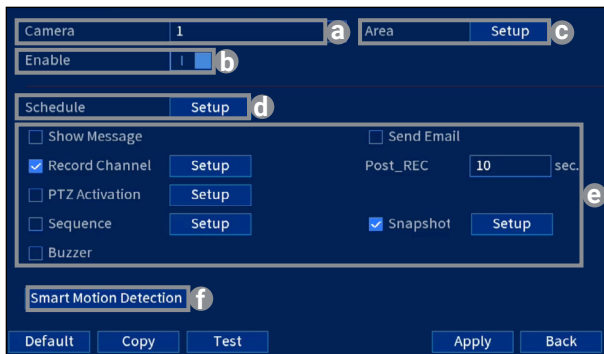 Camera 1 a Area Setup c
Enable b
Schedule Setup d
Show Message Send Email
Record Channel Setup Post_REC 10 sec.
PTZ Activation Setup e
Sequence Setup Snapshot Setup
Buzzer
Smart Motion Detection f
Default Copy Test Apply Back